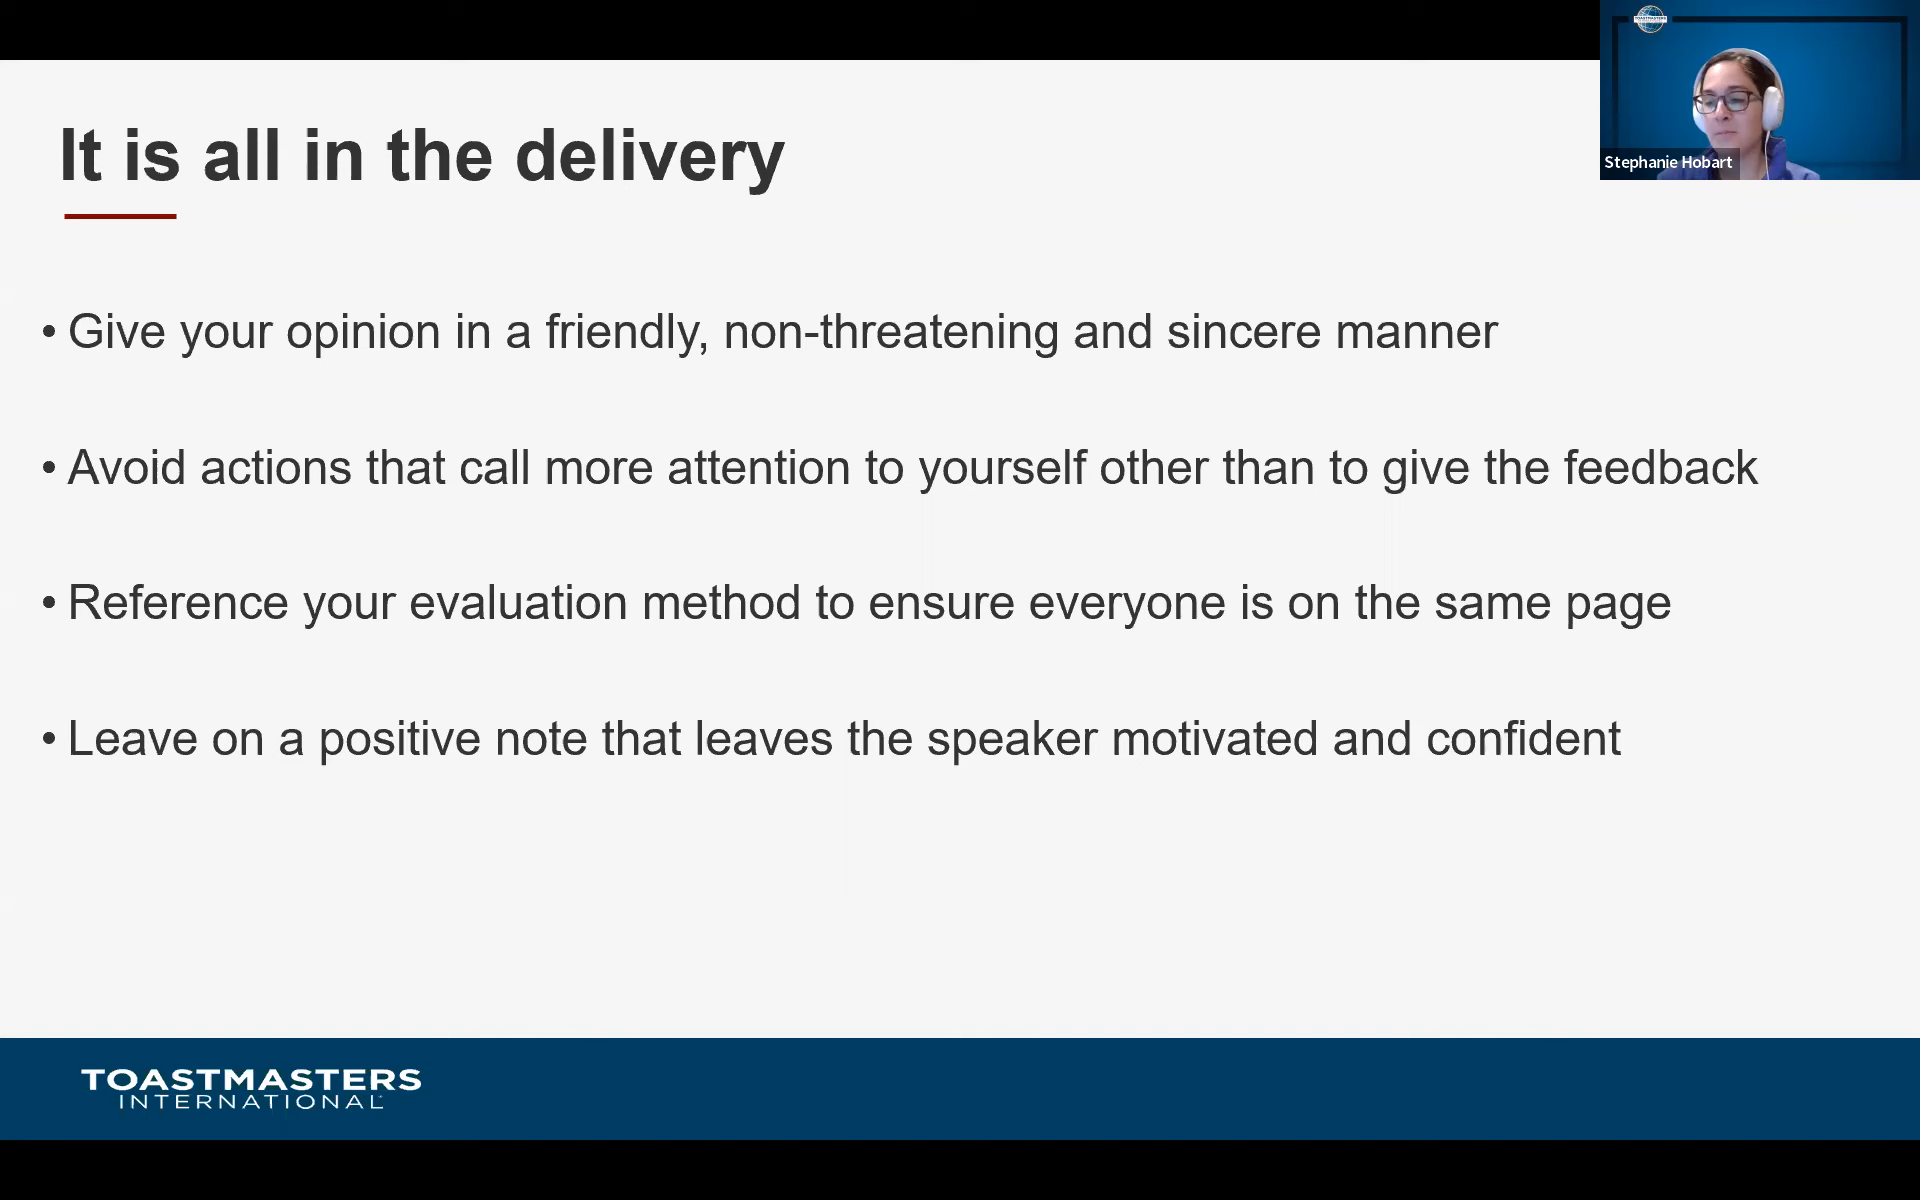 It is all in the delivery
Stephanie Hobart
• Give your opinion in a friendly, non-threatening and sincere manner
• Avoid actions that call more attention to yourself other than to give the feedback
• Reference your evaluation method to ensure everyone is on the same page
• Leave on a positive note that leaves the speaker motivated and confident
TOASTMASTERS
INTERNATIONAL